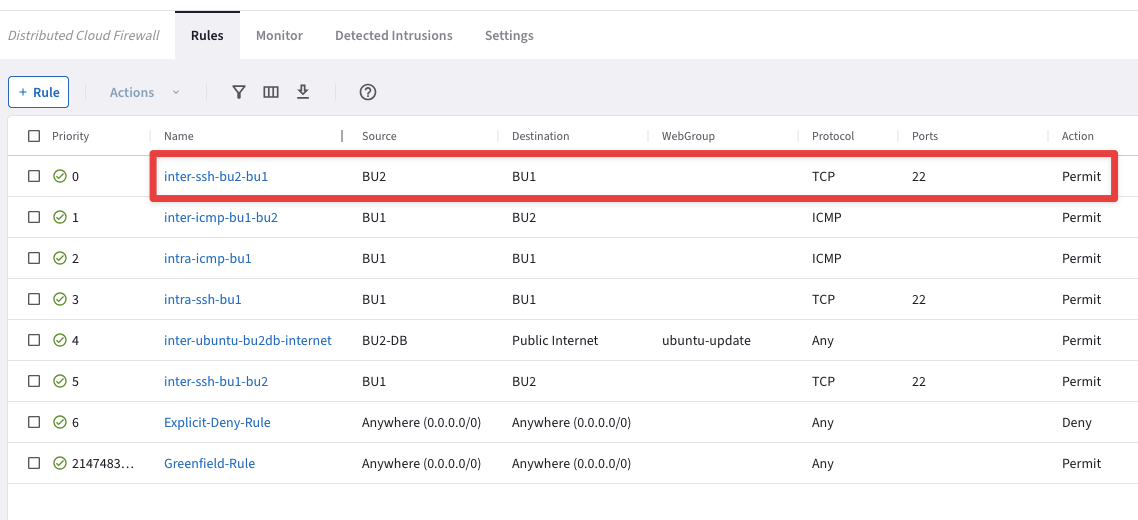 Distributed Cloud Firewall Rules Monitor Detected Intrusions Settings
+ Rule Actions
Priority Name Source Destination WebGroup Protocol Ports Action
0 inter-ssh-bu2-bu1 BU2 BU1 TCP 22 Permit
1 inter-icmp-bu1-bu2 BU1 BU2 ICMP Permit
2 intra-icmp-bu1 BU1 BU1 ICMP Permit
3 intra-ssh-bu1 BU1 BU1 TCP 22 Permit
4 inter-ubuntu-bu2db-internet BU2-DB Public Internet ubuntu-update Any Permit
5 inter-ssh-bu1-bu2 BU1 BU2 TCP 22 Permit
6 Explicit-Deny-Rule Anywhere (0.0.0.0/0) Anywhere (0.0.0.0/0) Any Deny
2147483... Greenfield-Rule Anywhere (0.0.0.0/0) Anywhere (0.0.0.0/0) Any Permit